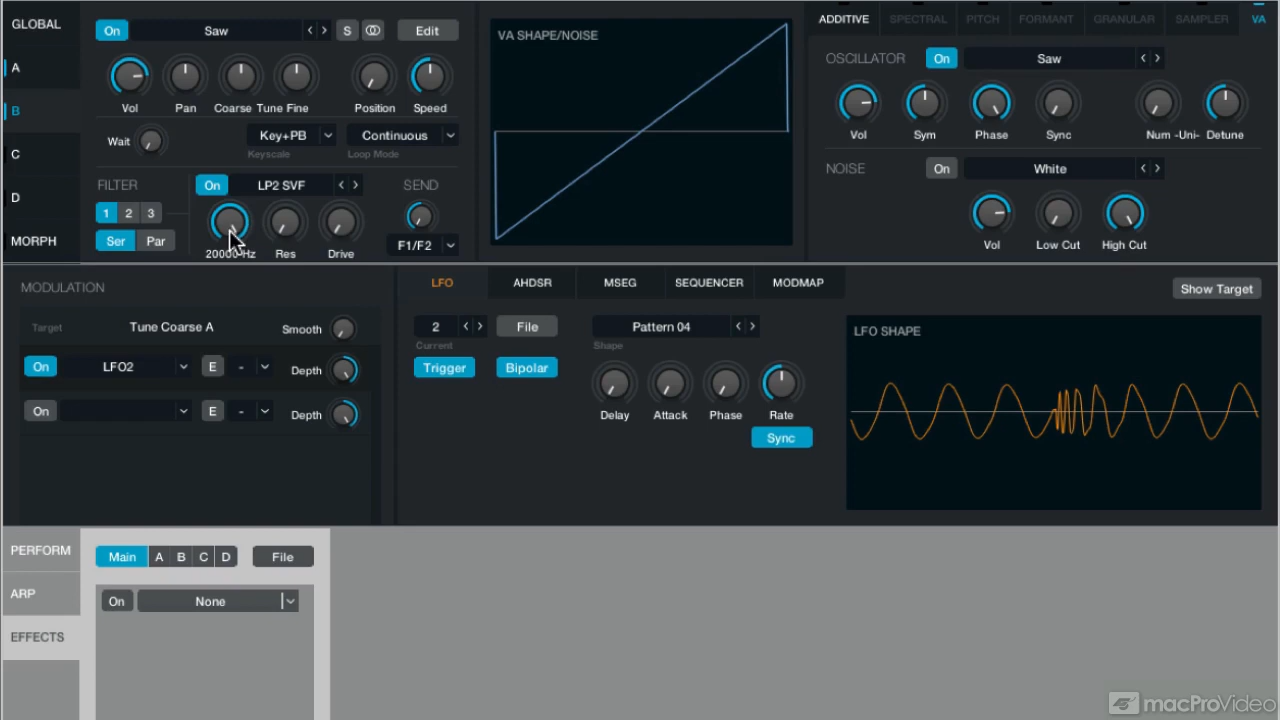 GLOBAL
A
B
C
D
MORPH
On Saw < > S Edit
Vol Pan Coarse Tune Fine Position Speed
Wait Key+PB Continuous
Keyscale Loop Mode
FILTER On LP2 SVF < > SEND
1 2 3
Ser Par
20000 Hz Res Drive F1/F2
VA SHAPE/NOISE
ADDITIVE SPECTRAL PITCH FORMANT GRANULAR SAMPLER VA
OSCILLATOR On Saw < >
Vol Sym Phase Sync Num -Uni- Detune
NOISE On White < >
Vol Low Cut High Cut
MODULATION
Target Tune Coarse A Smooth
On LFO2 E - Depth
On E - Depth
LFO AHDSR MSEG SEQUENCER MODMAP
Show Target
2 < > File Pattern 04 < >
Current Shape
Trigger Bipolar
Delay Attack Phase Rate
Sync
LFO SHAPE
PERFORM
ARP
EFFECTS
Main A B C D File
On None
macProVideo